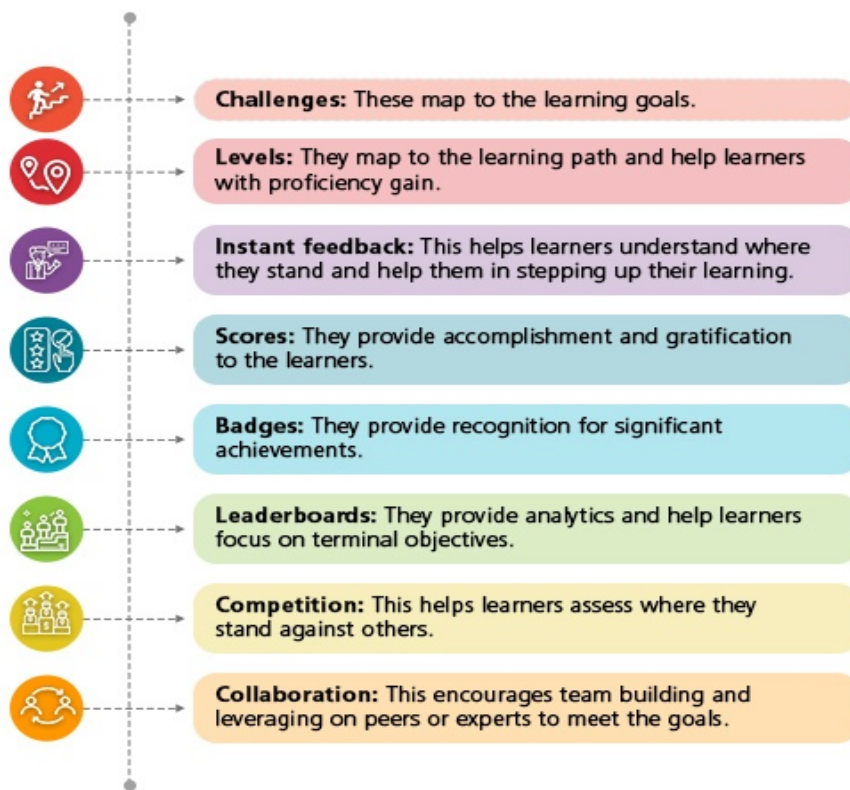 Challenges: These map to the learning goals.
Levels: They map to the learning path and help learners
with proficiency gain.
Instant feedback: This helps learners understand where
they stand and help them in stepping up their learning.
Scores: They provide accomplishment and gratification
to the learners.
Badges: They provide recognition for significant
achievements.
Leaderboards: They provide analytics and help learners
focus on terminal objectives.
Competition: This helps learners assess where they
stand against others.
Collaboration: This encourages team building and
leveraging on peers or experts to meet the goals.